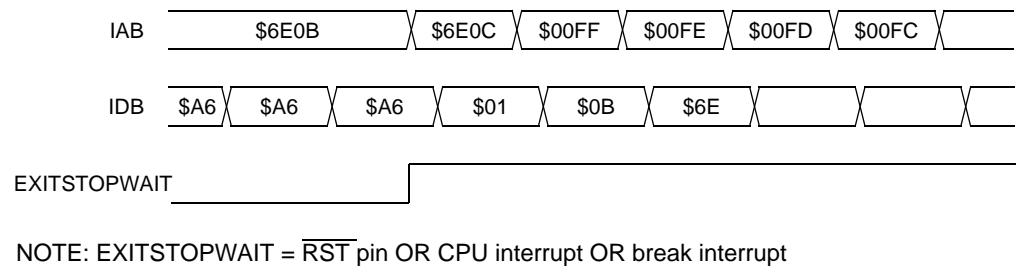 IAB $6E0B $6E0C $00FF $00FE $00FD $00FC
IDB $A6 $A6 $A6 $01 $0B $6E
EXITSTOPWAIT
NOTE: EXITSTOPWAIT = RST pin OR CPU interrupt OR break interrupt